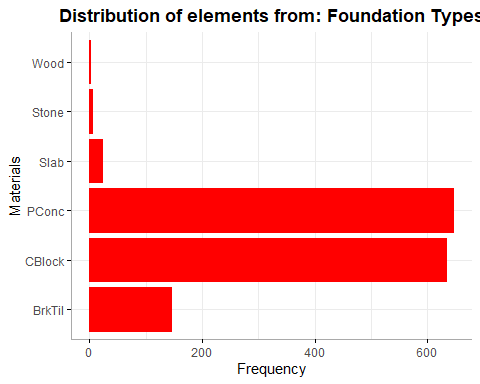 Distribution of elements from: Foundation Types
Materials
Wood
Stone
Slab
PConc
CBlock
BrkTil
0 200 400 600
Frequency